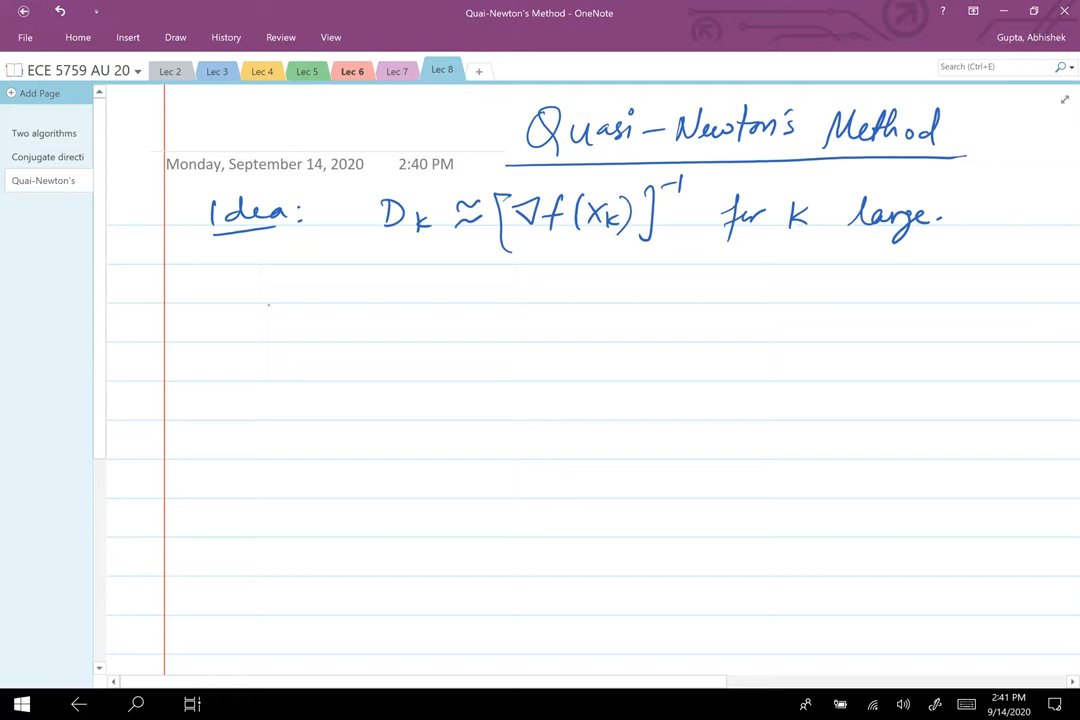 Quai-Newton's Method - OneNote
File Home Insert Draw History Review View
Gupta, Abhishek
ECE 5759 AU 20
Lec 2 Lec 3 Lec 4 Lec 5 Lec 6 Lec 7 Lec 8
Search (Ctrl+E)
Add Page
Two algorithms
Conjugate directi
Quai-Newton's
Quasi-Newton's Method
Monday, September 14, 2020 2:40 PM
Idea: D_k ≈ [∇f(x_k)]^{-1} for k large.
2:41 PM
9/14/2020